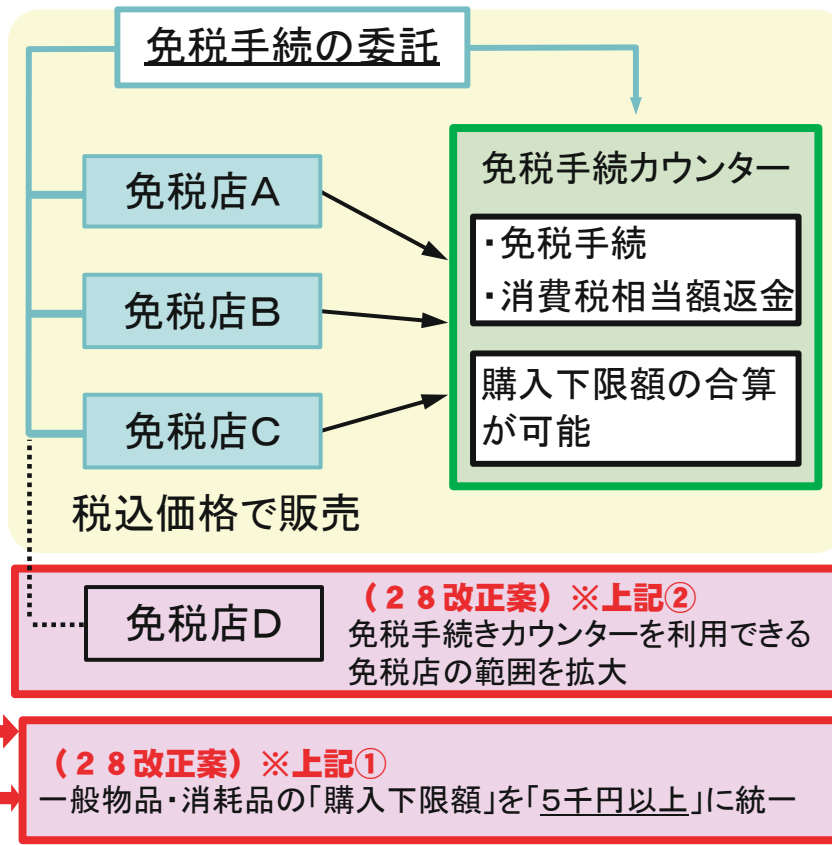 免税手続の委託
免税手続カウンター
免税店A
・免税手続
・消費税相当額返金
免税店B
購入下限額の合算
が可能
免税店C
税込価格で販売
(28改正案)※上記②
免税店D
免税手続きカウンターを利用できる
免税店の範囲を拡大
(28改正案)※上記①
一般物品・消耗品の「購入下限額」を「5千円以上」に統一